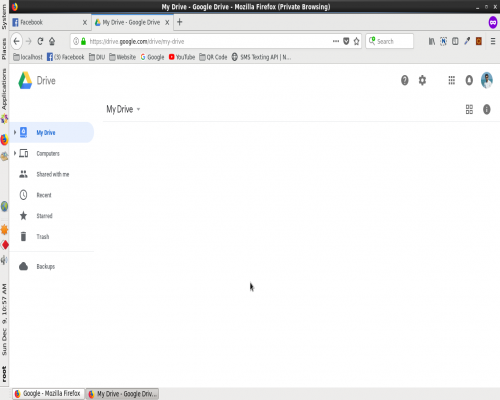 My Drive - Google Drive - Mozilla Firefox (Private Browsing)
System
Places
Applications
Sun Dec 9, 10:57 AM
root
Facebook
My Drive - Google Drive
https://drive.google.com/drive/my-drive
Search
localhost
(3) Facebook
DIU
Website
Google
YouTube
QR Code
SMS Texting API | N...
Drive
My Drive
My Drive
Computers
Shared with me
Recent
Starred
Trash
Backups
Google - Mozilla Firefox
My Drive - Google Driv...